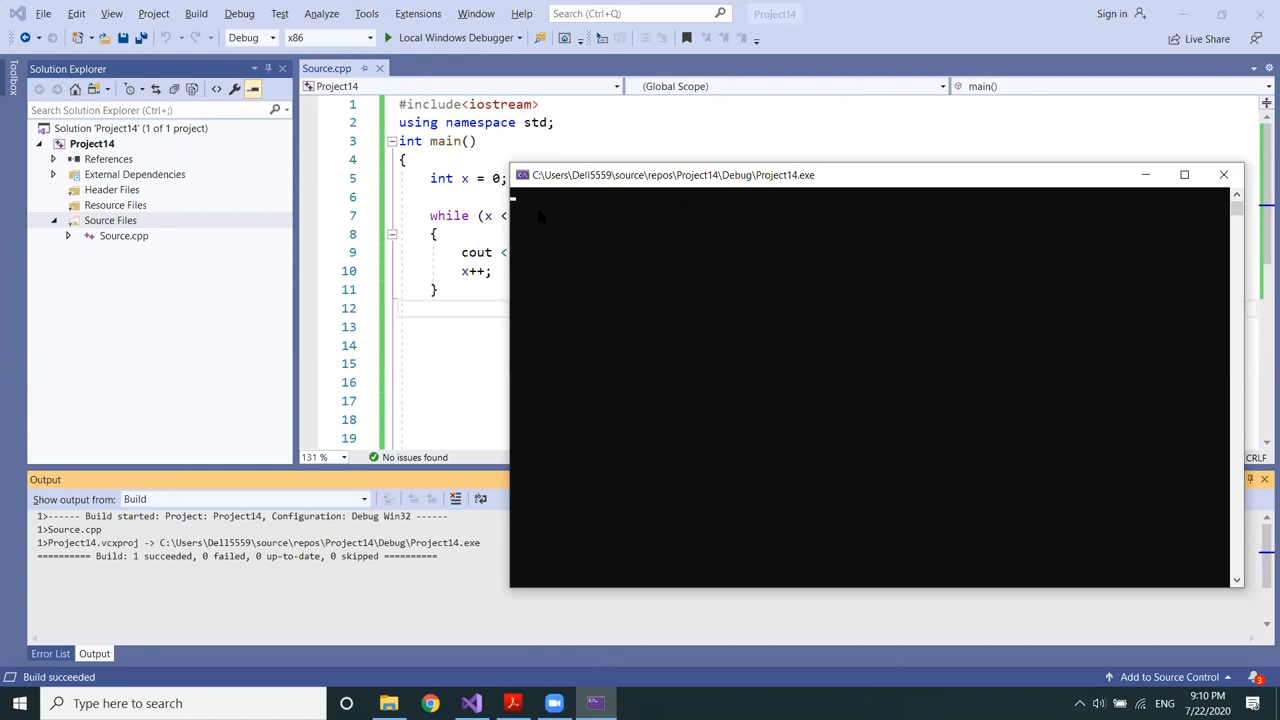 File Edit View Project Build Debug Test Analyze Tools Extensions Window Help Search (Ctrl+Q) Project14 Sign in
Debug x86 Local Windows Debugger Live Share
Toolbox
Solution Explorer
Search Solution Explorer (Ctrl+;)
Solution 'Project14' (1 of 1 project)
Project14
References
External Dependencies
Header Files
Resource Files
Source Files
Source.cpp
Source.cpp
Project14 (Global Scope) main()
1 #include<iostream>
2 using namespace std;
3 int main()
4 {
5 int x = 0;
6
7 while (x <
8 {
9 cout <
10 x++;
11 }
12
13
14
15
16
17
18
19
131 % No issues found CRLF
C:\Users\Dell5559\source\repos\Project14\Debug\Project14.exe
Output
Show output from: Build
1>------ Build started: Project: Project14, Configuration: Debug Win32 ------
1>Source.cpp
1>Project14.vcxproj -> C:\Users\Dell5559\source\repos\Project14\Debug\Project14.exe
========== Build: 1 succeeded, 0 failed, 0 up-to-date, 0 skipped ==========
Error List Output
Build succeeded Add to Source Control 3
Type here to search ENG 9:10 PM
7/22/2020